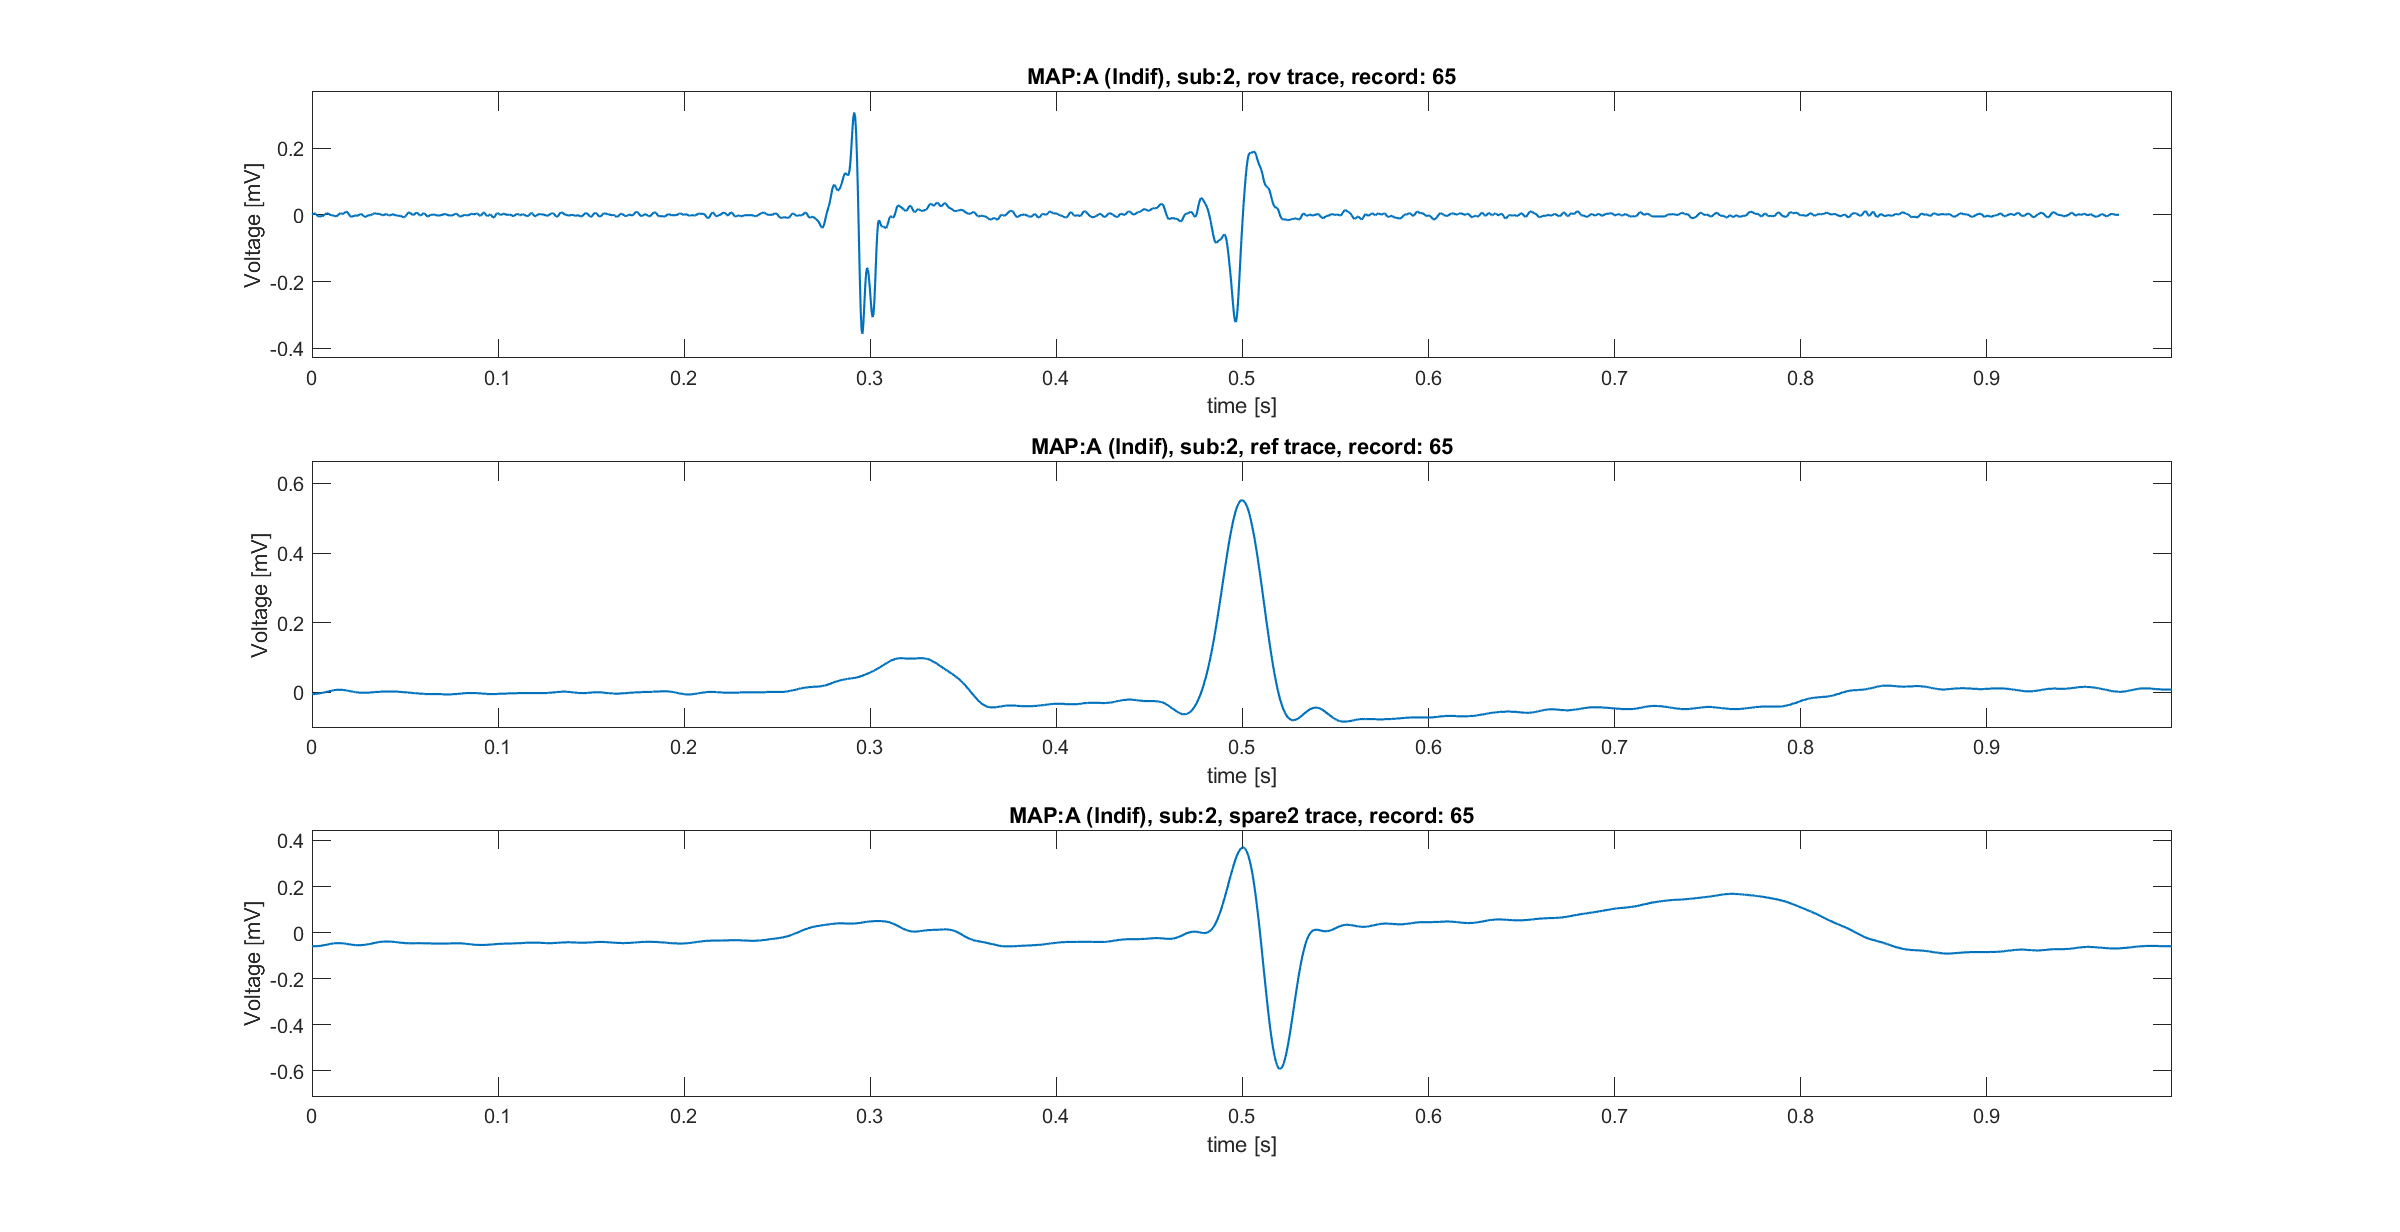 MAP:A (Indif), sub:2, rov trace, record: 65
Voltage [mV]
0.2
0
-0.2
-0.4
0 0.1 0.2 0.3 0.4 0.5 0.6 0.7 0.8 0.9
time [s]
MAP:A (Indif), sub:2, ref trace, record: 65
Voltage [mV]
0.6
0.4
0.2
0
0 0.1 0.2 0.3 0.4 0.5 0.6 0.7 0.8 0.9
time [s]
MAP:A (Indif), sub:2, spare2 trace, record: 65
Voltage [mV]
0.4
0.2
0
-0.2
-0.4
-0.6
0 0.1 0.2 0.3 0.4 0.5 0.6 0.7 0.8 0.9
time [s]